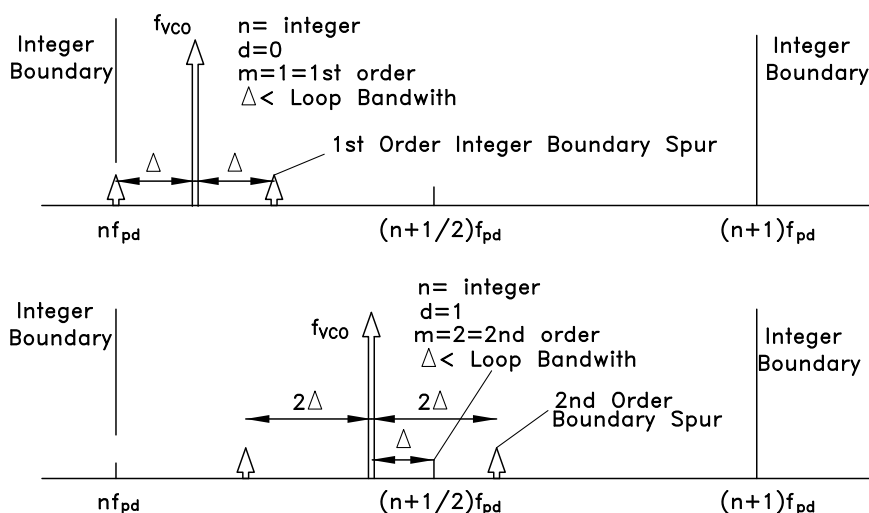 Integer
Boundary
fVCO
n= integer
d=0
m=1=1st order
△< Loop Bandwith
Integer
Boundary
△
△
1st Order Integer Boundary Spur
nfpd
(n+1/2)fpd
(n+1)fpd
Integer
Boundary
fVCO
n= integer
d=1
m=2=2nd order
△< Loop Bandwith
Integer
Boundary
2△
2△
△
2nd Order
Boundary Spur
nfpd
(n+1/2)fpd
(n+1)fpd